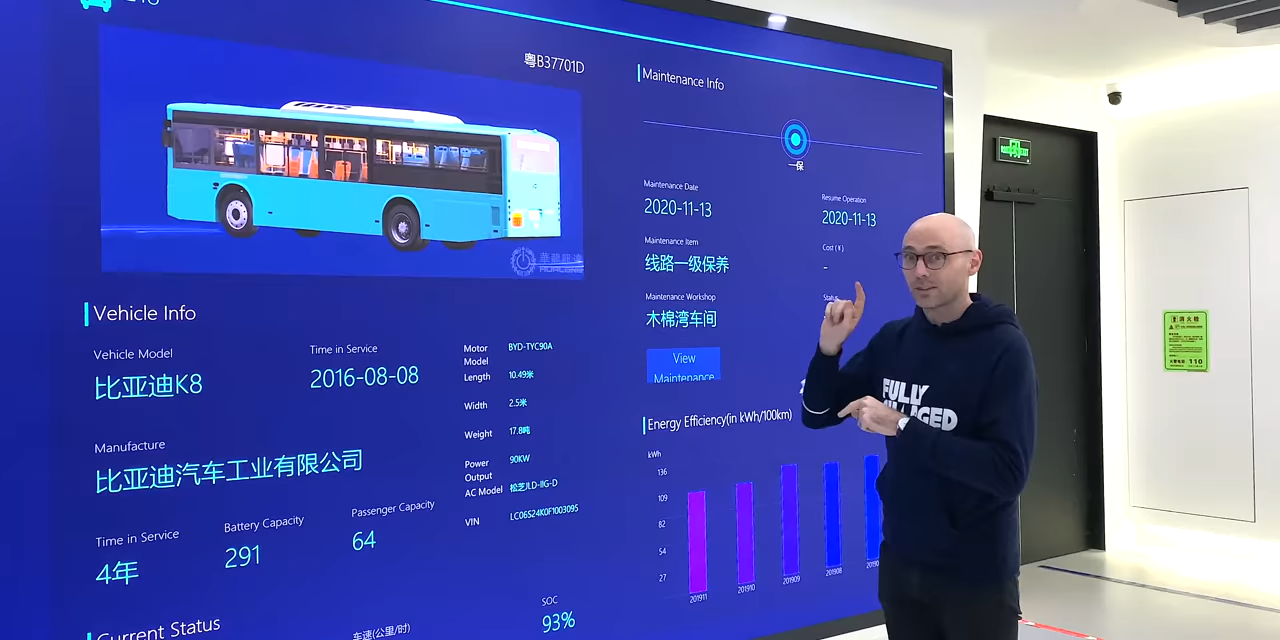 粤B37701D
Maintenance Info
一保
Maintenance Date
2020-11-13
Resume Operation
2020-11-13
Maintenance Item
线路一级保养
Cost (¥)
-
Maintenance Workshop
木棉湾车间
Status
View
Maintenance
Vehicle Info
Vehicle Model
比亚迪K8
Time in Service
2016-08-08
Motor
Model
BYD-TYC90A
Length
10.49米
Width
2.5米
Weight
17.8吨
Power
Output
90KW
AC Model
松芝JLD-IIG-D
VIN
LC06S24K0F1003095
Manufacture
比亚迪汽车工业有限公司
Time in Service
4年
Battery Capacity
291
Passenger Capacity
64
Current Status
车速(公里/时)
SOC
93%
Energy Efficiency(in kWh/100km)
kWh
136
109
82
54
27
201911
201910
201909
201908
FULLY
消火栓
110